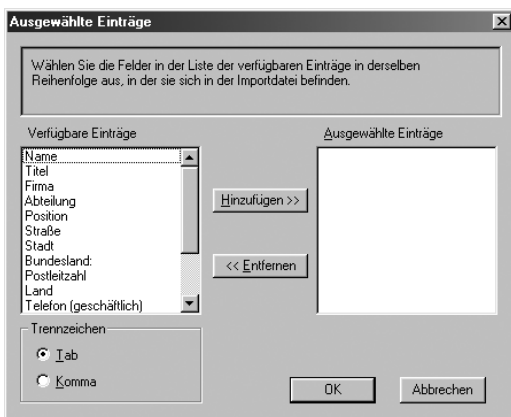 Ausgewählte Einträge
Wählen Sie die Felder in der Liste der verfügbaren Einträge in derselben
Reihenfolge aus, in der sie sich in der Importdatei befinden.
Verfügbare Einträge
Name
Titel
Firma
Abteilung
Position
Straße
Stadt
Bundesland:
Postleitzahl
Land
Telefon (geschäftlich)
Hinzufügen >>
<< Entfernen
Ausgewählte Einträge
Trennzeichen
Tab
Komma
OK
Abbrechen